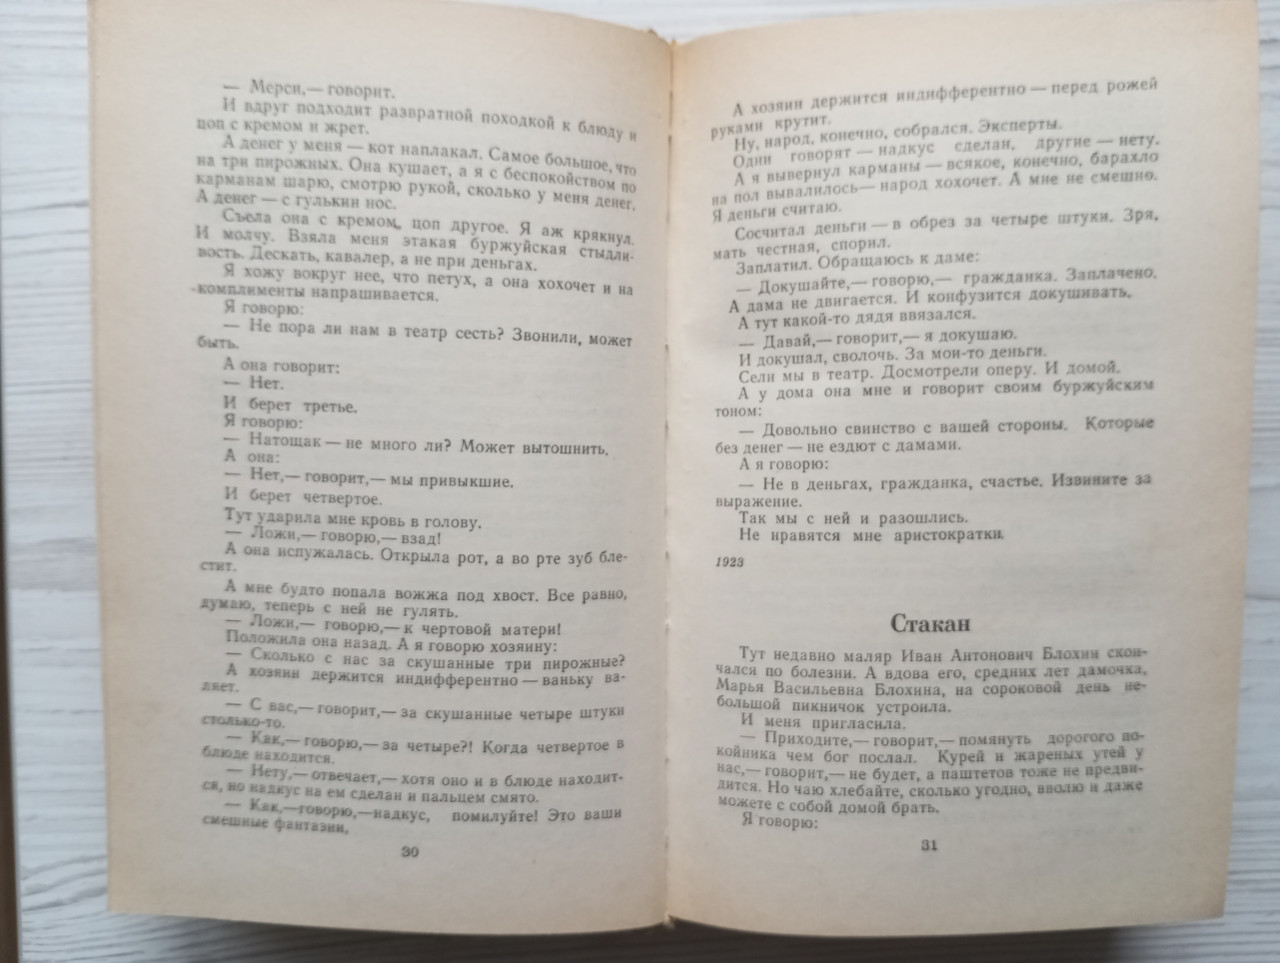 — Мерси,— говорит.
И вдруг подходит развратной походкой к блюду и
цоп с кремом и жрет.
А денег у меня — кот наплакал. Самое большое, что
на три пирожных. Она кушает, а я с беспокойством по
карманам шарю, смотрю рукой, сколько у меня денег.
А денег — с гулькин нос.
Съела она с кремом, цоп другое. Я аж крякнул.
И молчу. Взяла меня этакая буржуйская стыдли-
вость. Дескать, кавалер, а не при деньгах.
Я хожу вокруг нее, что петух, а она хохочет и на
комплименты напрашивается.
Я говорю:
— Не пора ли нам в театр сесть? Звонили, может
быть.
А она говорит:
— Нет.
И берет третье.
Я говорю:
— Натощак — не много ли? Может вытошнить.
А она:
— Нет,— говорит,— мы привыкшие.
И берет четвертое.
Тут ударила мне кровь в голову.
— Ложи,— говорю,— взад!
А она испужалась. Открыла рот, а во рте зуб бле-
стит.
А мне будто попала вожжа под хвост. Все равно,
думаю, теперь с ней не гулять.
— Ложи,— говорю,— к чертовой матери!
Положила она назад. А я говорю хозяину:
— Сколько с нас за скушанные три пирожные?
А хозяин держится индифферентно — ваньку ва-
ляет.
— С вас,— говорит,— за скушанные четыре штуки
столько-то.
— Как,— говорю,— за четыре?! Когда четвертое в
блюде находится.
— Нету,— отвечает,— хотя оно и в блюде находит-
ся, но надкус на ем сделан и пальцем смято.
— Как,—говорю,—надкус, помилуйте! Это ваши
смешные фантазии,
30
А хозяин держится индифферентно — перед рожей
руками крутит.
Ну, народ, конечно, собрался. Эксперты.
Одни говорят — надкус сделан, другие — нету.
А я вывернул карманы — всякое, конечно, барахло
на пол вывалилось— народ хохочет. А мне не смешно.
Я деньги считаю.
Сосчитал деньги — в обрез за четыре штуки. Зря,
мать честная, спорил.
Заплатил. Обращаюсь к даме:
— Докушайте,— говорю,— гражданка. Заплачено.
А дама не двигается. И конфузится докушивать.
А тут какой-то дядя ввязался.
— Давай,— говорит,— я докушаю.
И докушал, сволочь. За мои-то деньги.
Сели мы в театр. Досмотрели оперу. И домой.
А у дома она мне и говорит своим буржуйским
тоном:
— Довольно свинство с вашей стороны. Которые
без денег — не ездют с дамами.
А я говорю:
— Не в деньгах, гражданка, счастье. Извините за
выражение.
Так мы с ней и разошлись.
Не нравятся мне аристократки.
1923
Стакан
Тут недавно маляр Иван Антонович Блохин скон-
чался по болезни. А вдова его, средних лет дамочка,
Марья Васильевна Блохина, на сороковой день не-
большой пикничок устроила.
И меня пригласила.
— Приходите,— говорит,— помянуть дорогого по-
койника чем бог послал. Курей и жареных утей у
нас,— говорит,— не будет, а паштетов тоже не предви-
дится. Но чаю хлебайте, сколько угодно, вволю и даже
можете с собой домой брать.
Я говорю:
31